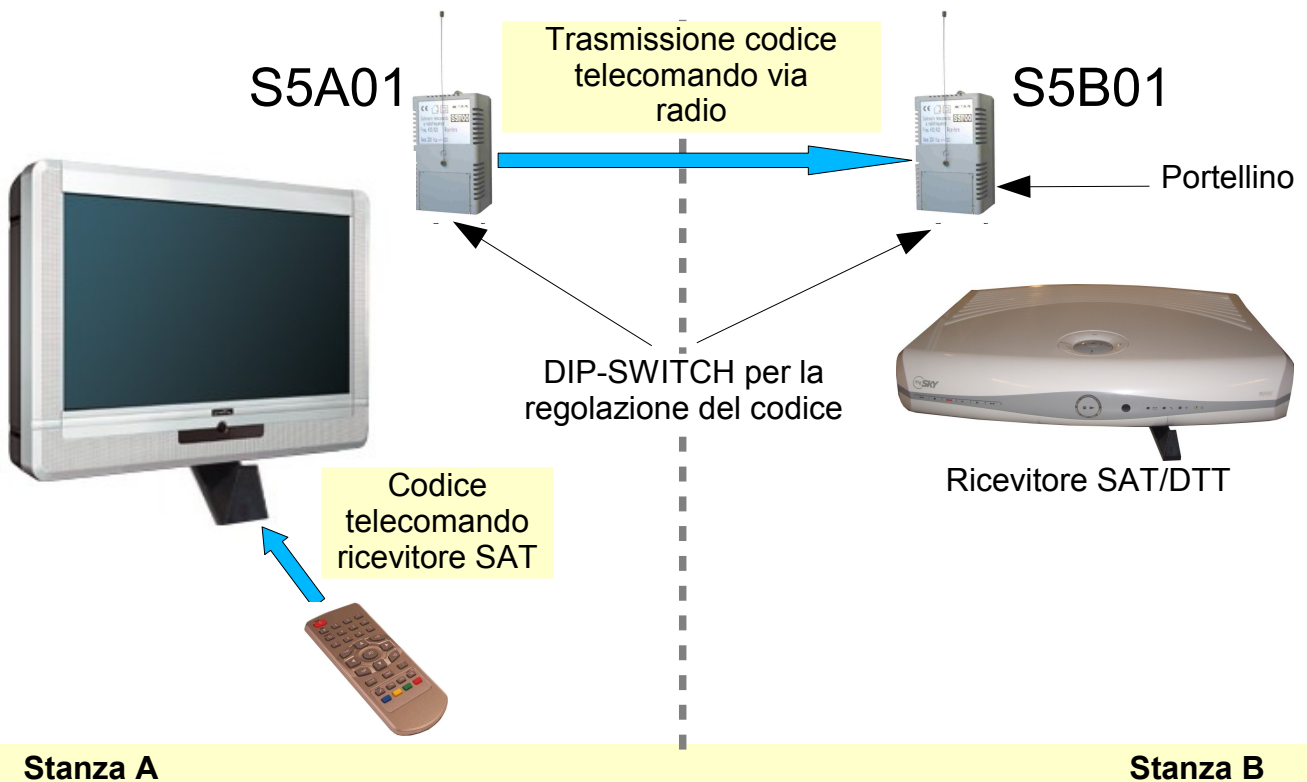 Trasmissione codice
telecomando via
radio
S5A01
S5B01
Portellino
DIP-SWITCH per la
regolazione del codice
SKY
Ricevitore SAT/DTT
Codice
telecomando
ricevitore SAT
Stanza A
Stanza B